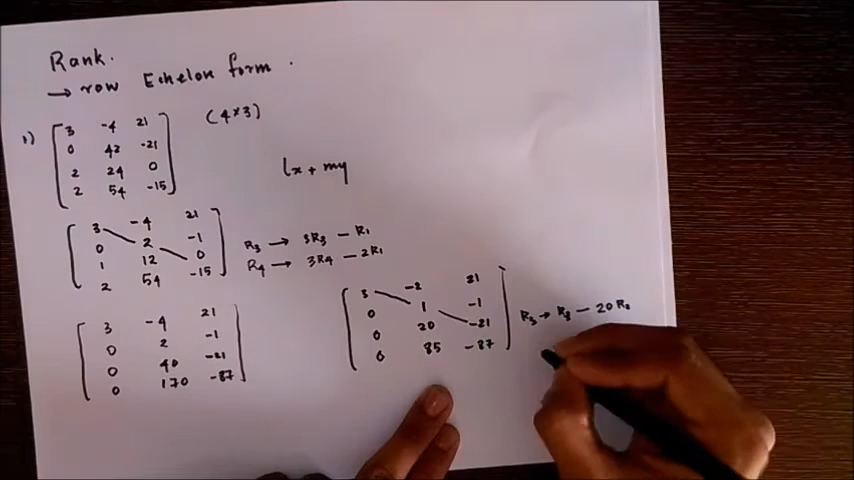 Rank.
→ row Echelon form .
1) [ 3 -4 21 (4×3)
0 42 -21
2 24 0
2 54 -15 ]
lx + my
[ 3 -4 21
0 2 -1
1 12 0
2 54 -15 ]
R3 → 3R3 - R1
R4 → 3R4 - 2R1
[ 3 -4 21
0 2 -1
0 40 -21
0 170 -87 ]
[ 3 -2 21
0 1 -1
0 20 -21
0 85 -87 ]
R3 → R3 - 20 R2